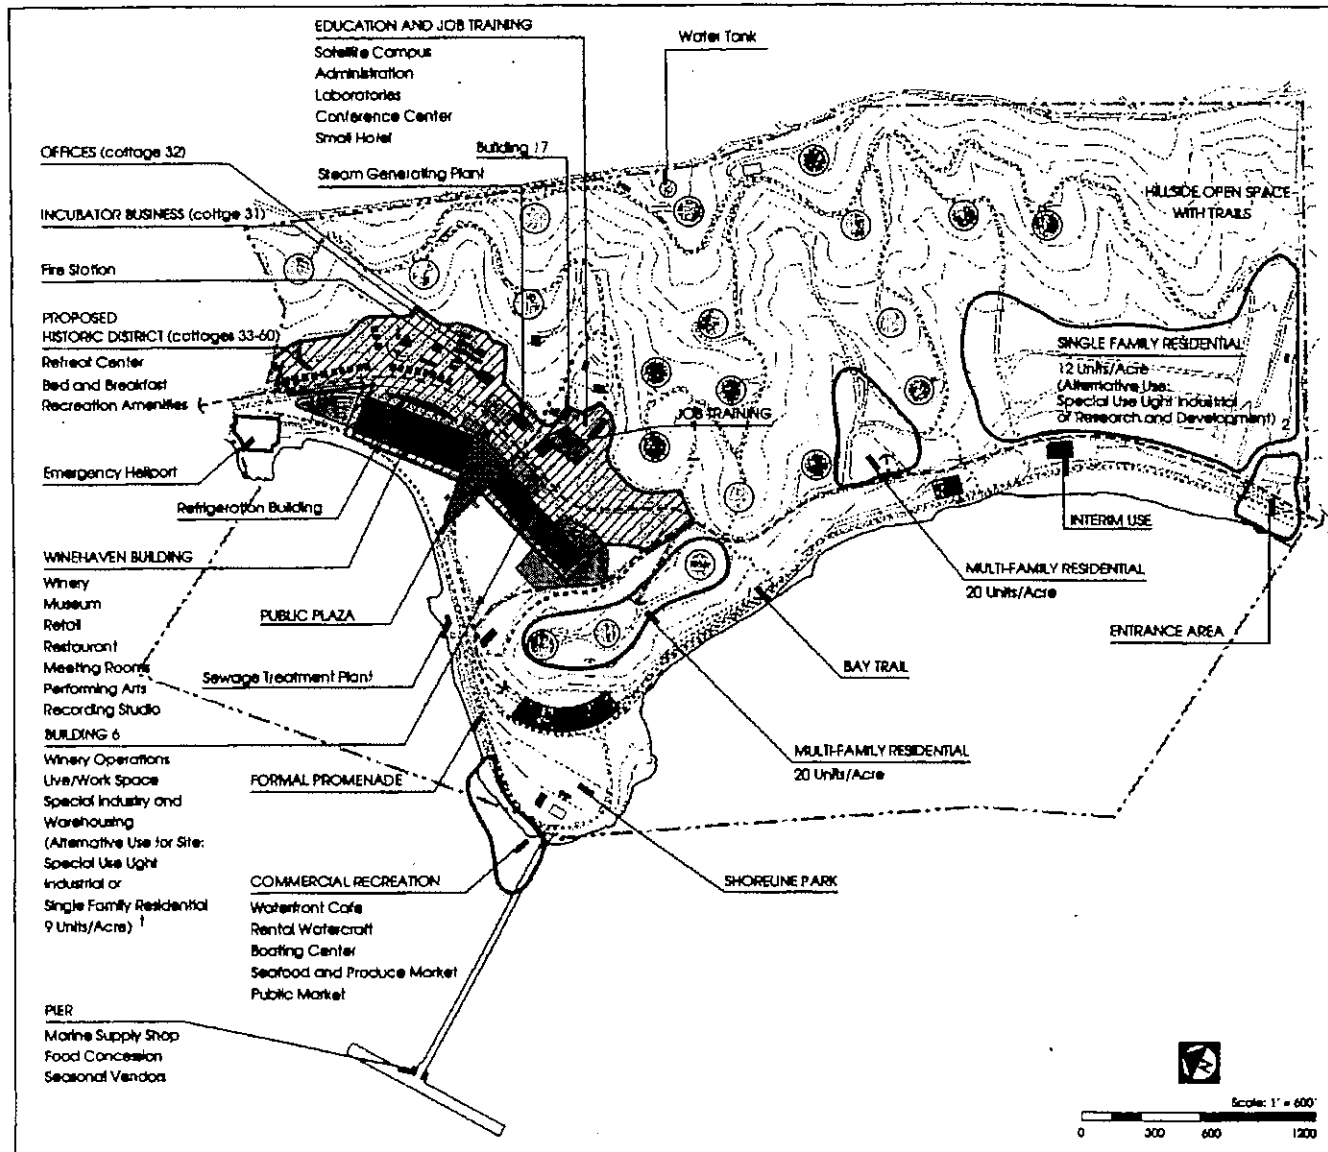 EDUCATION AND JOB TRAINING
Satellite Campus
Administration
Laboratories
Conference Center
Small Hotel
Water Tank
Building 17
Steam Generating Plant
OFFICES (cottage 32)
INCUBATOR BUSINESS (cottge 31)
Fire Station
PROPOSED
HISTORIC DISTRICT (cottages 33-60)
Retreat Center
Bed and Breakfast
Recreation Amenities
HILLSIDE OPEN SPACE
WITH TRAILS
SINGLE FAMILY RESIDENTIAL
12 Units/Acre
(Alternative Use:
Special Use Light Industrial
or Research and Development)
JOB TRAINING
Emergency Heliport
Refrigeration Building
WINEHAVEN BUILDING
Winery
Museum
Retail
Restaurant
Meeting Rooms
Performing Arts
Recording Studio
PUBLIC PLAZA
Sewage Treatment Plant
BUILDING 6
Winery Operations
Live/Work Space
Special Industry and
Warehousing
(Alternative Use for Site:
Special Use Light
Industrial or
Single Family Residential
9 Units/Acre) †
FORMAL PROMENADE
INTERIM USE
MULTI-FAMILY RESIDENTIAL
20 Units/Acre
ENTRANCE AREA
BAY TRAIL
MULTI-FAMILY RESIDENTIAL
20 Units/Acre
COMMERCIAL RECREATION
Waterfront Cafe
Rental Watercraft
Boating Center
Seafood and Produce Market
Public Market
SHORELINE PARK
PIER
Marine Supply Shop
Food Concession
Seasonal Vendors
Scale: 1" = 600'
0 300 600 1200